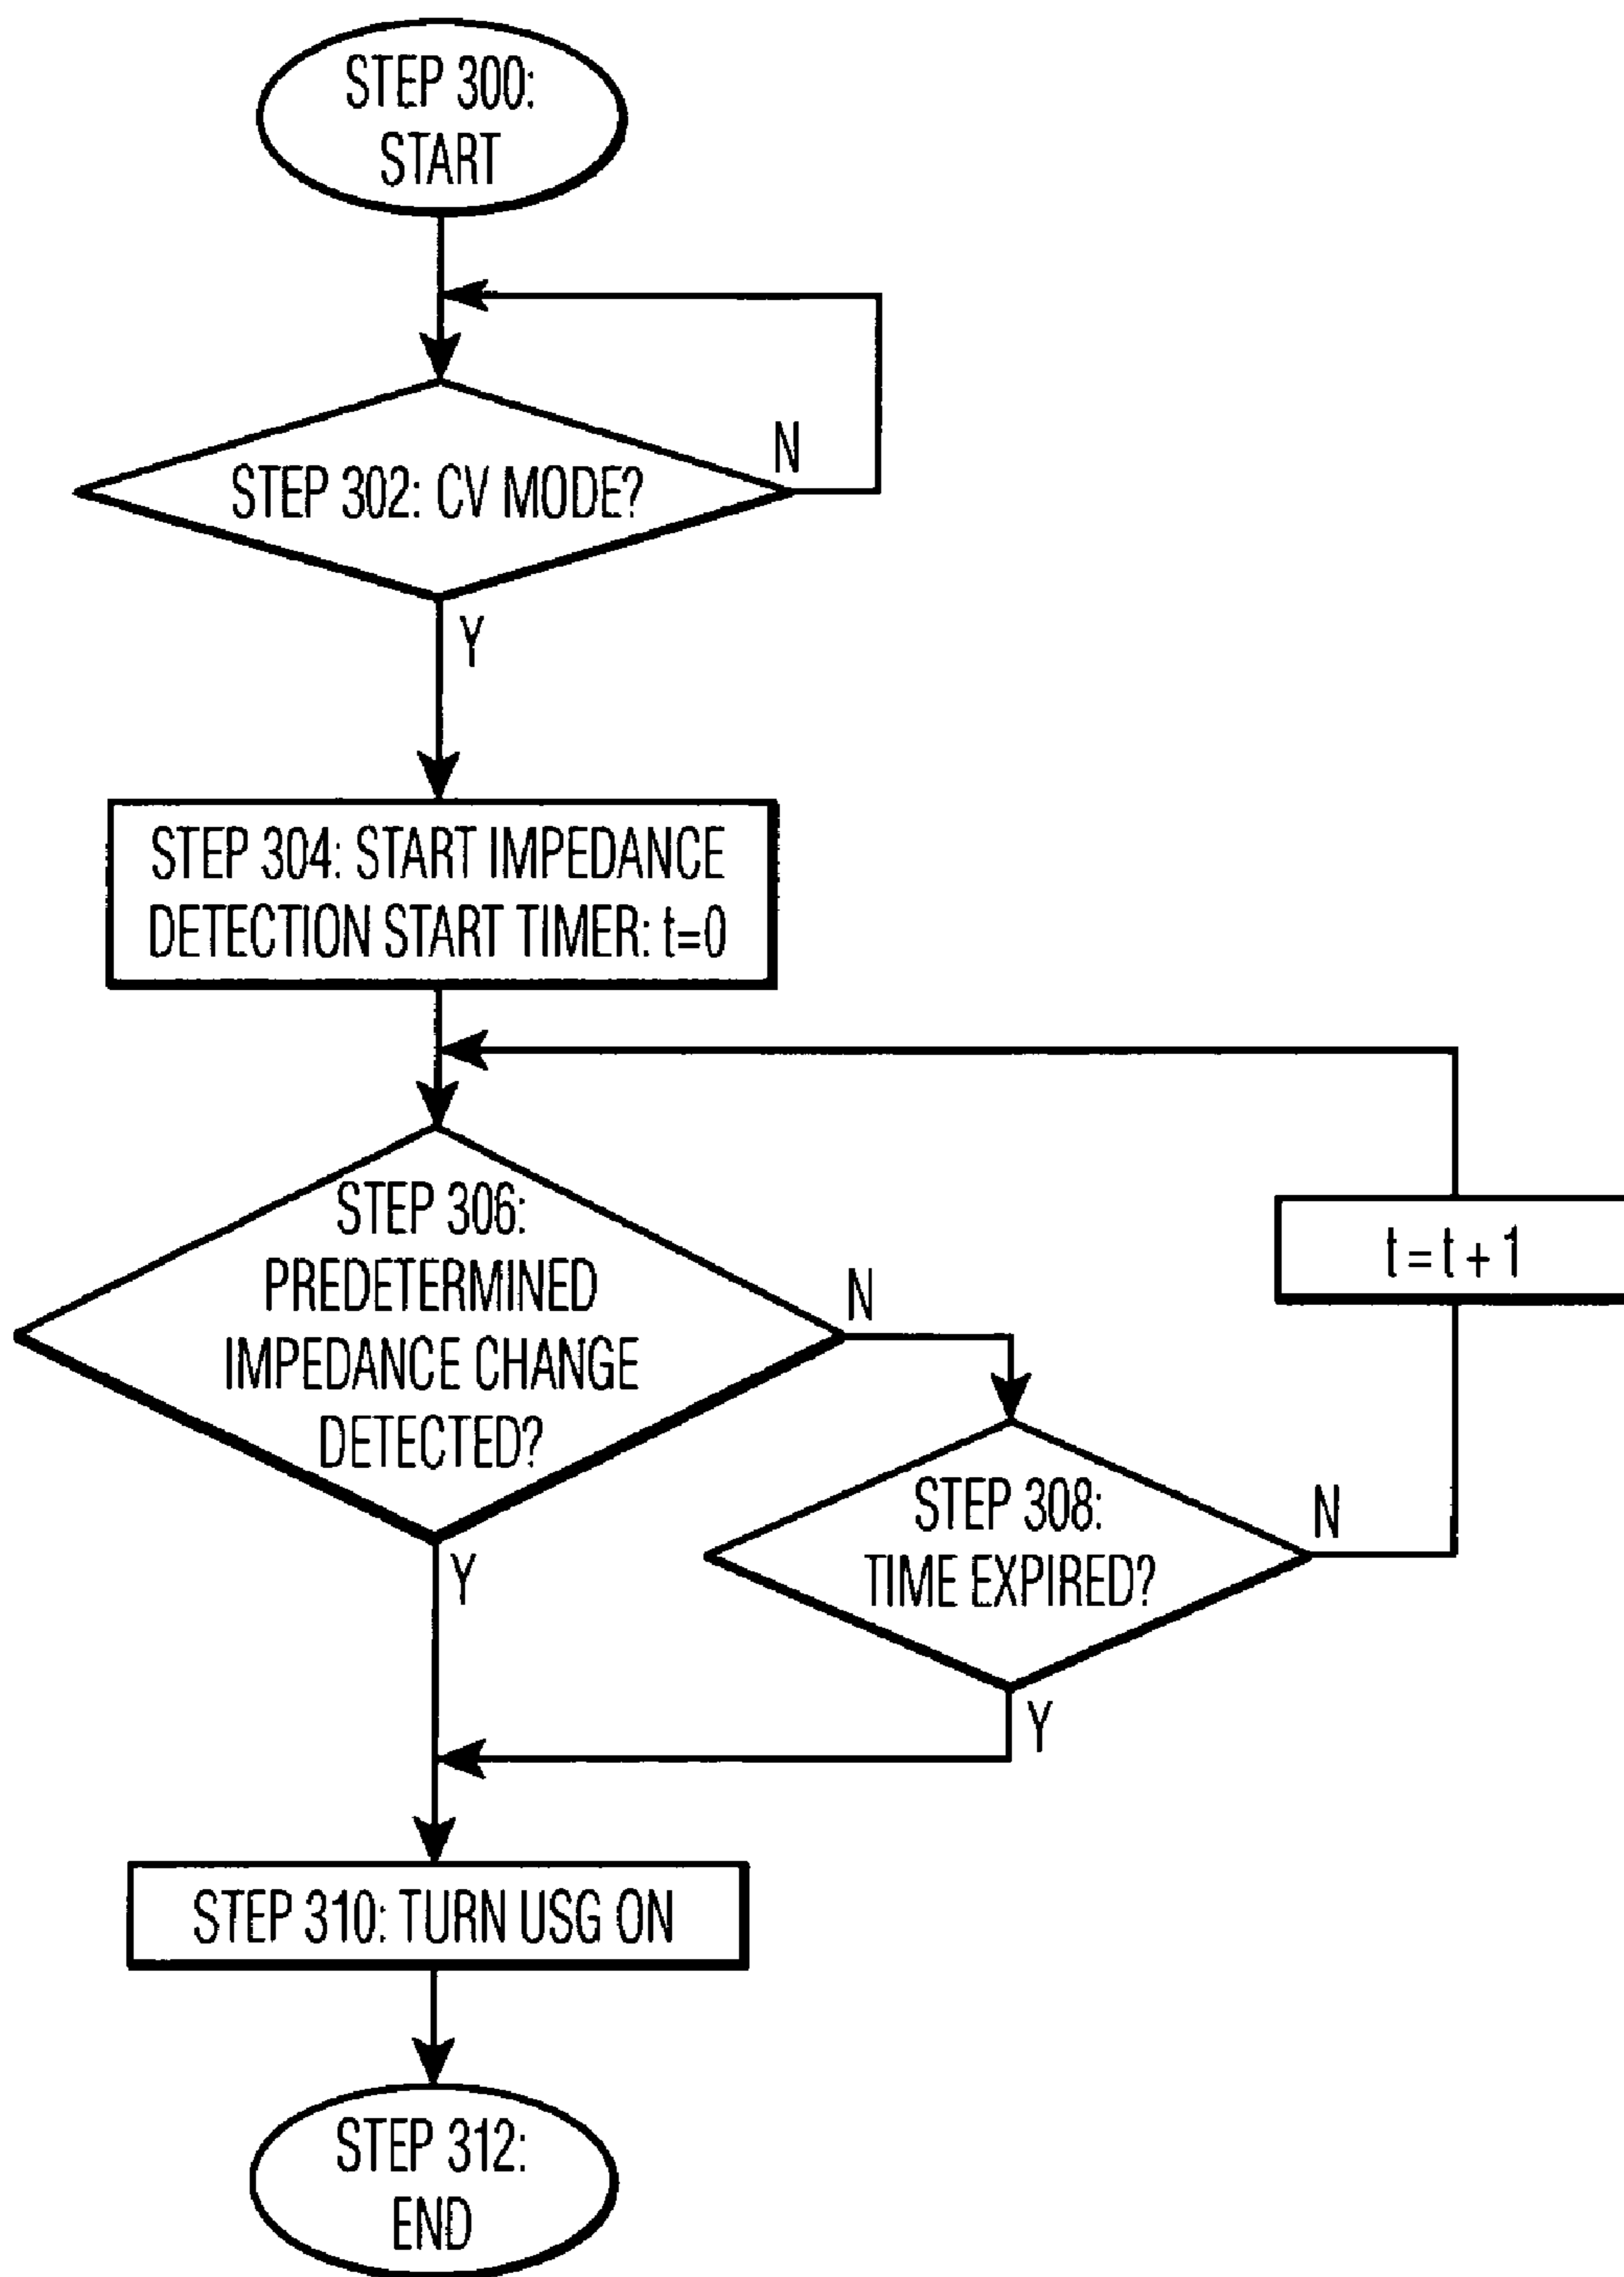 STEP 300:
START
N
STEP 302: CV MODE?
Y
STEP 304: START IMPEDANCE
DETECTION START TIMER: t=0
STEP 306:
PREDETERMINED
IMPEDANCE CHANGE
DETECTED?
N
t = t + 1
STEP 308:
TIME EXPIRED?
N
Y
Y
STEP 310: TURN USG ON
STEP 312:
END